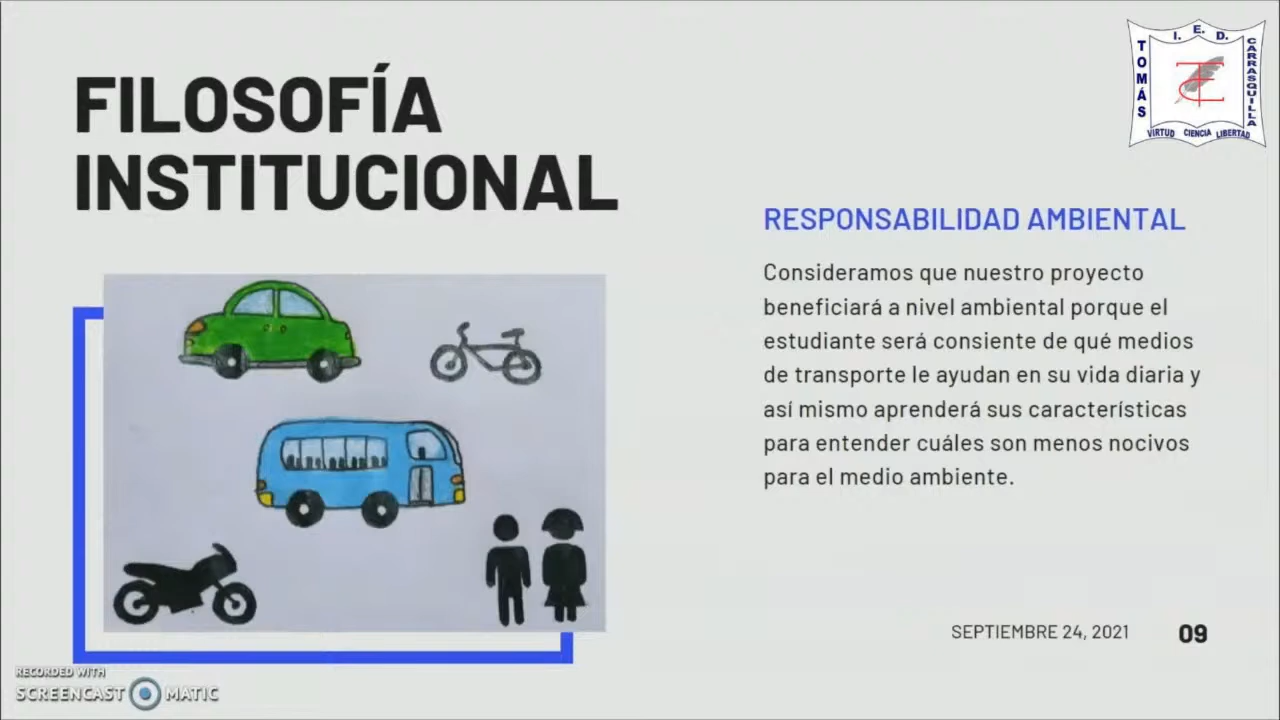 FILOSOFÍA
INSTITUCIONAL
I. E. D.
TOMÁS
CARRASQUILLA
TC
VIRTUD CIENCIA LIBERTAD
RESPONSABILIDAD AMBIENTAL
Consideramos que nuestro proyecto
beneficiará a nivel ambiental porque el
estudiante será consiente de qué medios
de transporte le ayudan en su vida diaria y
así mismo aprenderá sus características
para entender cuáles son menos nocivos
para el medio ambiente.
SEPTIEMBRE 24, 2021 09
RECORDED WITH
SCREENCAST MATIC